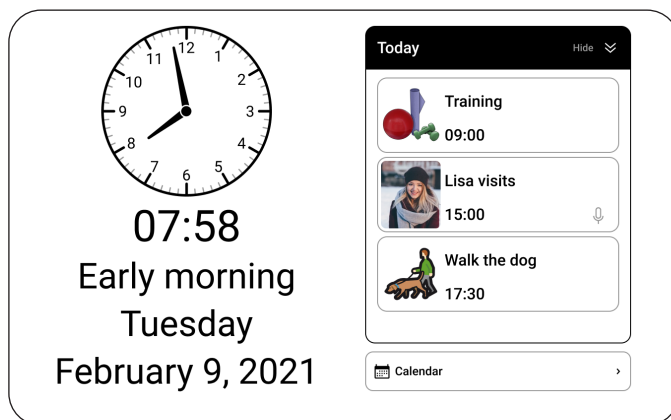 12
1
2
3
4
5
6
7
8
9
10
11
07:58
Early morning
Tuesday
February 9, 2021
Today
Hide
Training
09:00
Lisa visits
15:00
Walk the dog
17:30
Calendar